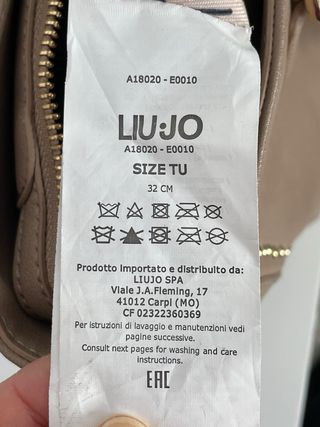 A18020 - E0010
LIU·JO
A18020 - E0010
SIZE TU
32 CM
Prodotto importato e distribuito da:
LIUJO SPA
Viale J.A.Fleming, 17
41012 Carpi (MO)
CF 02322360369
Per istruzioni di lavaggio e manutenzioni vedi
pagine successive.
Consult next pages for washing and care
instructions.
EAC